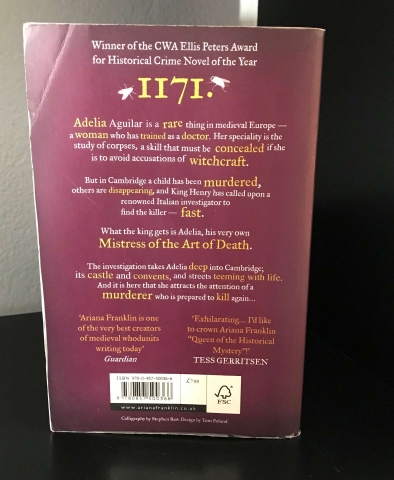 Winner of the CWA Ellis Peters Award
for Historical Crime Novel of the Year
1171.
Adelia Aguilar is a rare thing in medieval Europe —
a woman who has trained as a doctor. Her speciality is the
study of corpses, a skill that must be concealed if she
is to avoid accusations of witchcraft.
But in Cambridge a child has been murdered,
others are disappearing, and King Henry has called upon a
renowned Italian investigator to
find the killer — fast.
What the king gets is Adelia, his very own
Mistress of the Art of Death.
The investigation takes Adelia deep into Cambridge;
its castle and convents, and streets teeming with life.
And it is here that she attracts the attention of a
murderer who is prepared to kill again...
'Ariana Franklin is one
of the very best creators
of medieval whodunits
writing today'
Guardian
'Exhilarating... I'd like
to crown Ariana Franklin
"Queen of the Historical
Mystery"!'
TESS GERRITSEN
£7.99
FSC
www.arianafranklin.co.uk
Calligraphy by Stephen Raw. Design by Tom Poland.